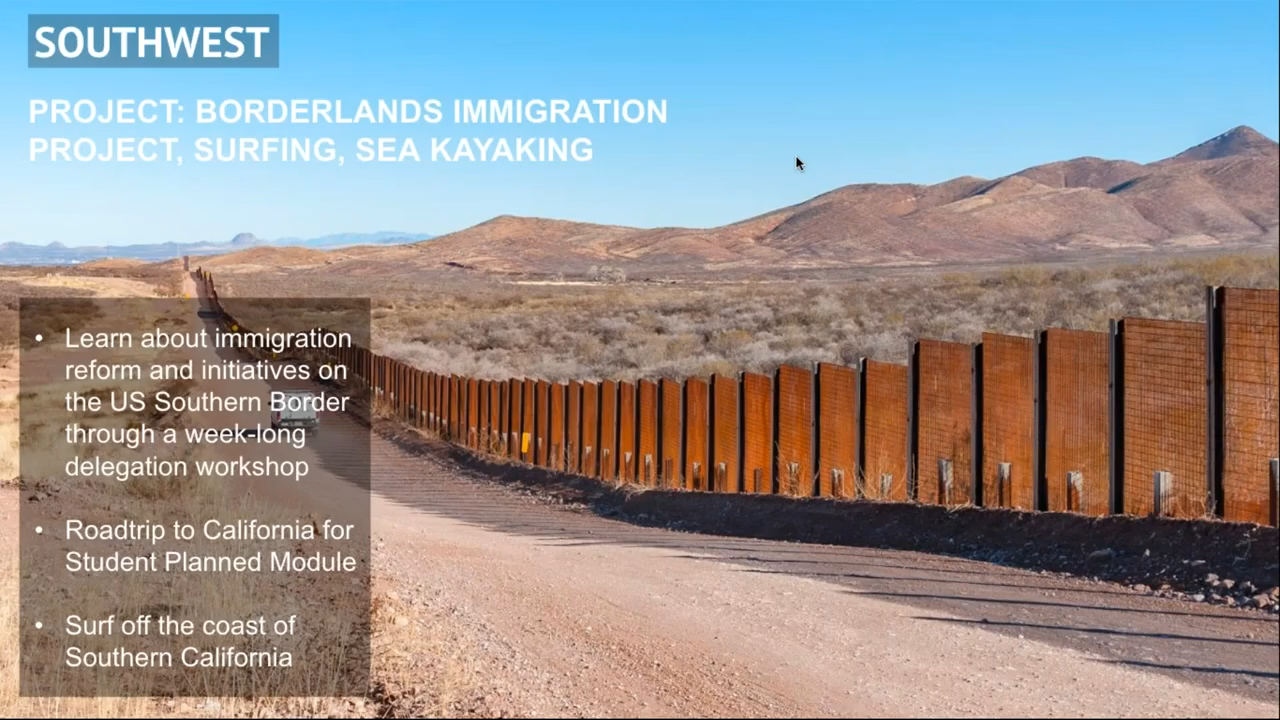 SOUTHWEST
PROJECT: BORDERLANDS IMMIGRATION
PROJECT, SURFING, SEA KAYAKING
• Learn about immigration
reform and initiatives on
the US Southern Border
through a week-long
delegation workshop
• Roadtrip to California for
Student Planned Module
• Surf off the coast of
Southern California